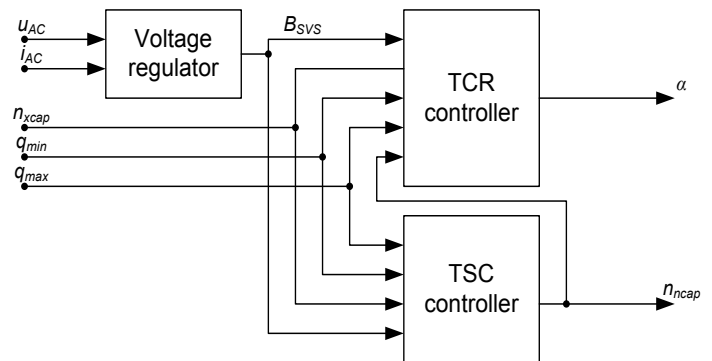 u_AC
i_AC
Voltage
regulator
B_SVS
n_xcap
q_min
q_max
TCR
controller
α
TSC
controller
n_ncap